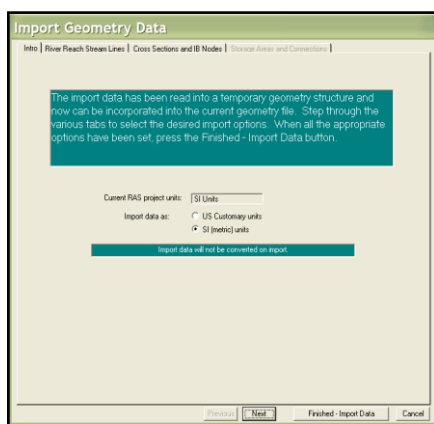 Import Geometry Data
Intro | River Reach Stream Lines | Cross Sections and IB Nodes | Storage Areas and Connections |
The import data has been read into a temporary geometry structure and
now can be incorporated into the current geometry file. Step through the
various tabs to select the desired import options. When all the appropriate
options have been set, press the Finished - Import Data button.
Current RAS project units: SI Units
Import data as: US Customary units
SI (metric) units
Import data will not be converted on import.
Previous Next Finished - Import Data Cancel